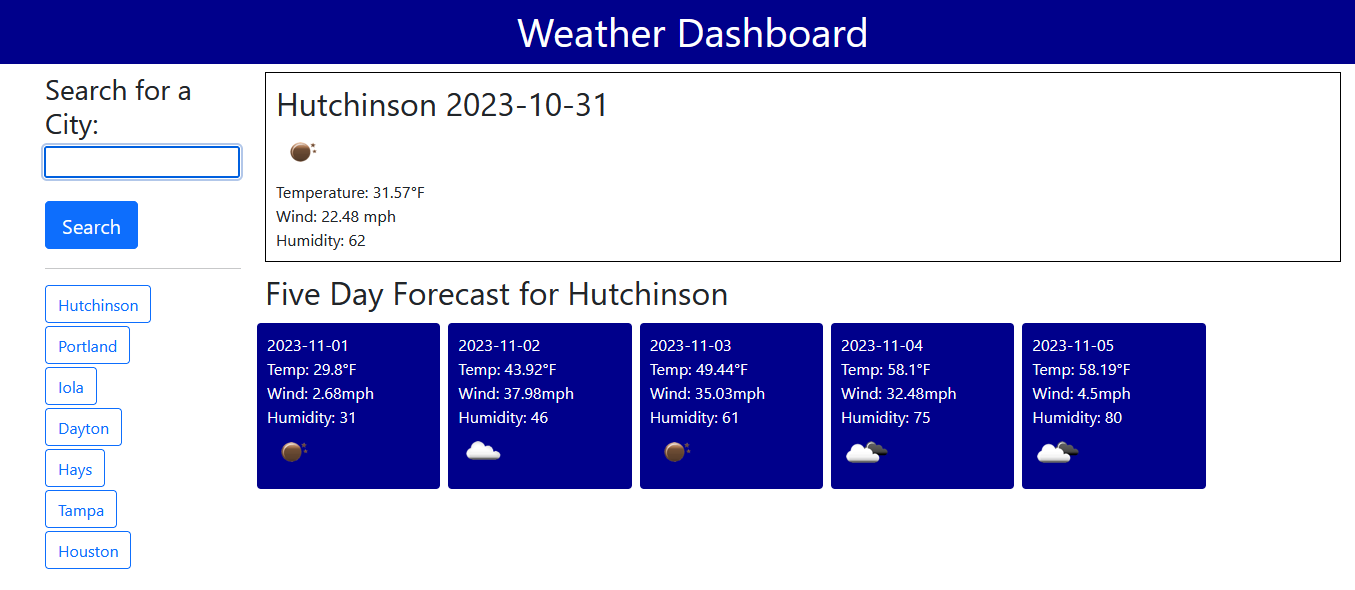 Weather Dashboard
Search for a
City:
Search
Hutchinson
Portland
Iola
Dayton
Hays
Tampa
Houston
Hutchinson 2023-10-31
Temperature: 31.57°F
Wind: 22.48 mph
Humidity: 62
Five Day Forecast for Hutchinson
2023-11-01
Temp: 29.8°F
Wind: 2.68mph
Humidity: 31
2023-11-02
Temp: 43.92°F
Wind: 37.98mph
Humidity: 46
2023-11-03
Temp: 49.44°F
Wind: 35.03mph
Humidity: 61
2023-11-04
Temp: 58.1°F
Wind: 32.48mph
Humidity: 75
2023-11-05
Temp: 58.19°F
Wind: 4.5mph
Humidity: 80